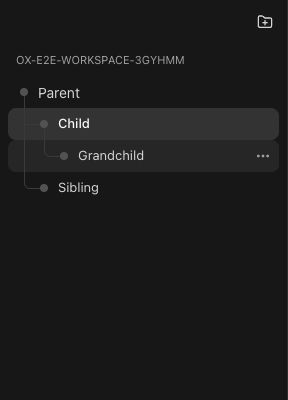 OX-E2E-WORKSPACE-3GYHMM
Parent
Child
Grandchild
Sibling